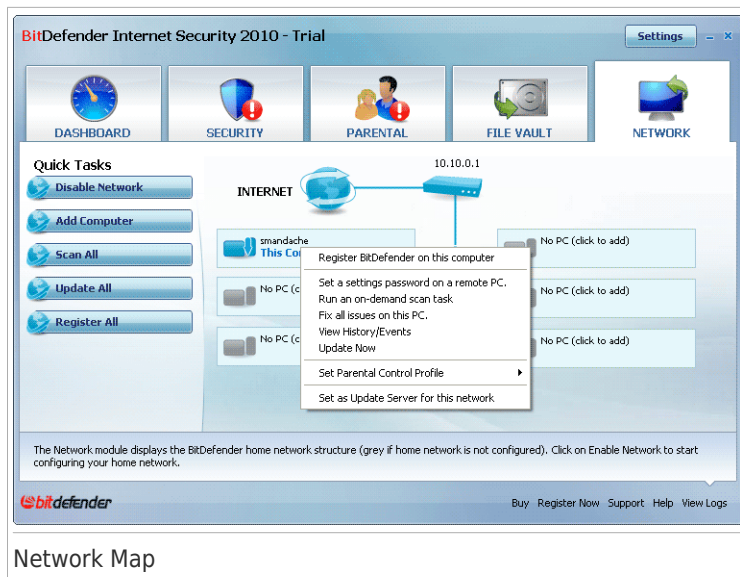 BitDefender Internet Security 2010 - Trial
Settings
DASHBOARD
SECURITY
PARENTAL
FILE VAULT
NETWORK
Quick Tasks
Disable Network
Add Computer
Scan All
Update All
Register All
INTERNET
10.10.0.1
smandache
This Co
No PC (c
No PC (c
No PC (click to add)
No PC (click to add)
No PC (click to add)
Register BitDefender on this computer
Set a settings password on a remote PC.
Run an on-demand scan task
Fix all issues on this PC.
View History/Events
Update Now
Set Parental Control Profile
Set as Update Server for this network
The Network module displays the BitDefender home network structure (grey if home network is not configured). Click on Enable Network to start
configuring your home network.
bitdefender
Buy Register Now Support Help View Logs
Network Map